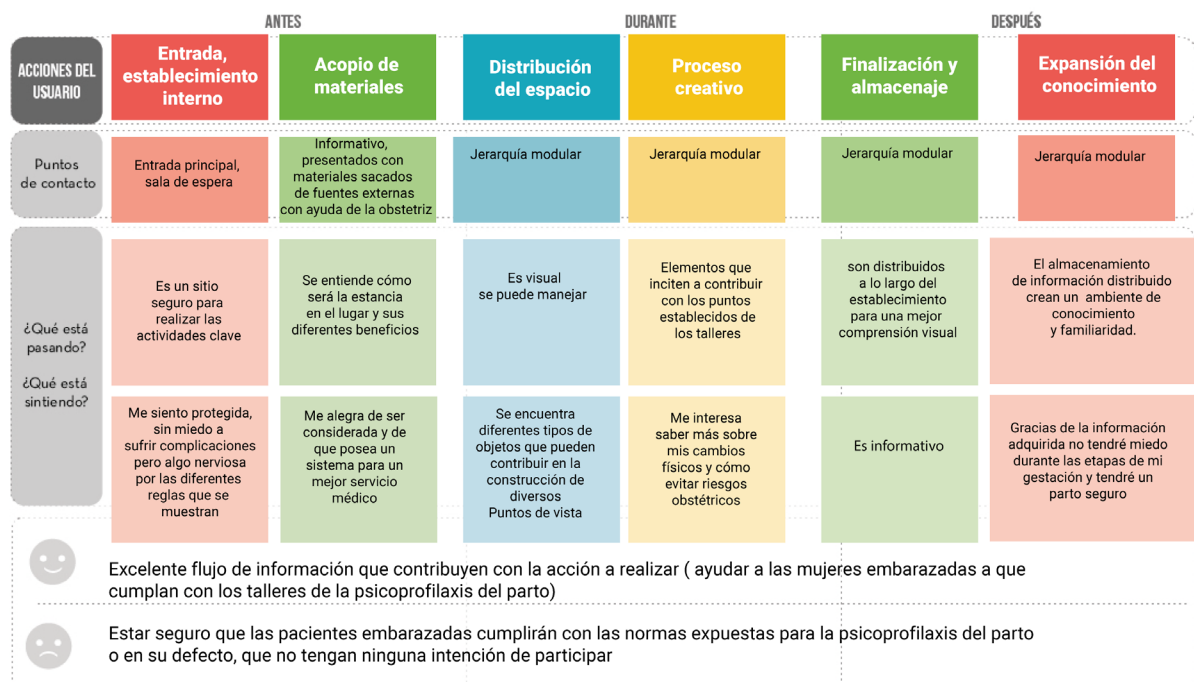 ANTES
DURANTE
DESPUÉS
ACCIONES DEL
USUARIO
Entrada,
establecimiento
interno
Acopio de
materiales
Distribución
del espacio
Proceso
creativo
Finalización y
almacenaje
Expansión del
conocimiento
Puntos
de contacto
Entrada principal,
sala de espera
Informativo,
presentados con
materiales sacados
de fuentes externas
con ayuda de la obstetriz
Jerarquía modular
Jerarquía modular
Jerarquía modular
Jerarquía modular
¿Qué está
pasando?
¿Qué está
sintiendo?
Es un sitio
seguro para
realizar las
actividades clave
Se entiende cómo
será la estancia
en el lugar y sus
diferentes beneficios
Es visual
se puede manejar
Elementos que
inciten a contribuir
con los puntos
establecidos de
los talleres
son distribuidos
a lo largo del
establecimiento
para una mejor
comprensión visual
El almacenamiento
de información distribuido
crean un ambiente de
conocimiento
y familiaridad.
Me siento protegida,
sin miedo a
sufrir complicaciones
pero algo nerviosa
por las diferentes
reglas que se
muestran
Me alegra de ser
considerada y de
que posea un
sistema para un
mejor servicio
médico
Se encuentra
diferentes tipos de
objetos que pueden
contribuir en la
construcción de
diversos
Puntos de vista
Me interesa
saber más sobre
mis cambios
físicos y cómo
evitar riesgos
obstétricos
Es informativo
Gracias de la información
adquirida no tendré miedo
durante las etapas de mi
gestación y tendré un
parto seguro
Excelente flujo de información que contribuyen con la acción a realizar ( ayudar a las mujeres embarazadas a que
cumplan con los talleres de la psicoprofilaxis del parto)
Estar seguro que las pacientes embarazadas cumplirán con las normas expuestas para la psicoprofilaxis del parto
o en su defecto, que no tengan ninguna intención de participar